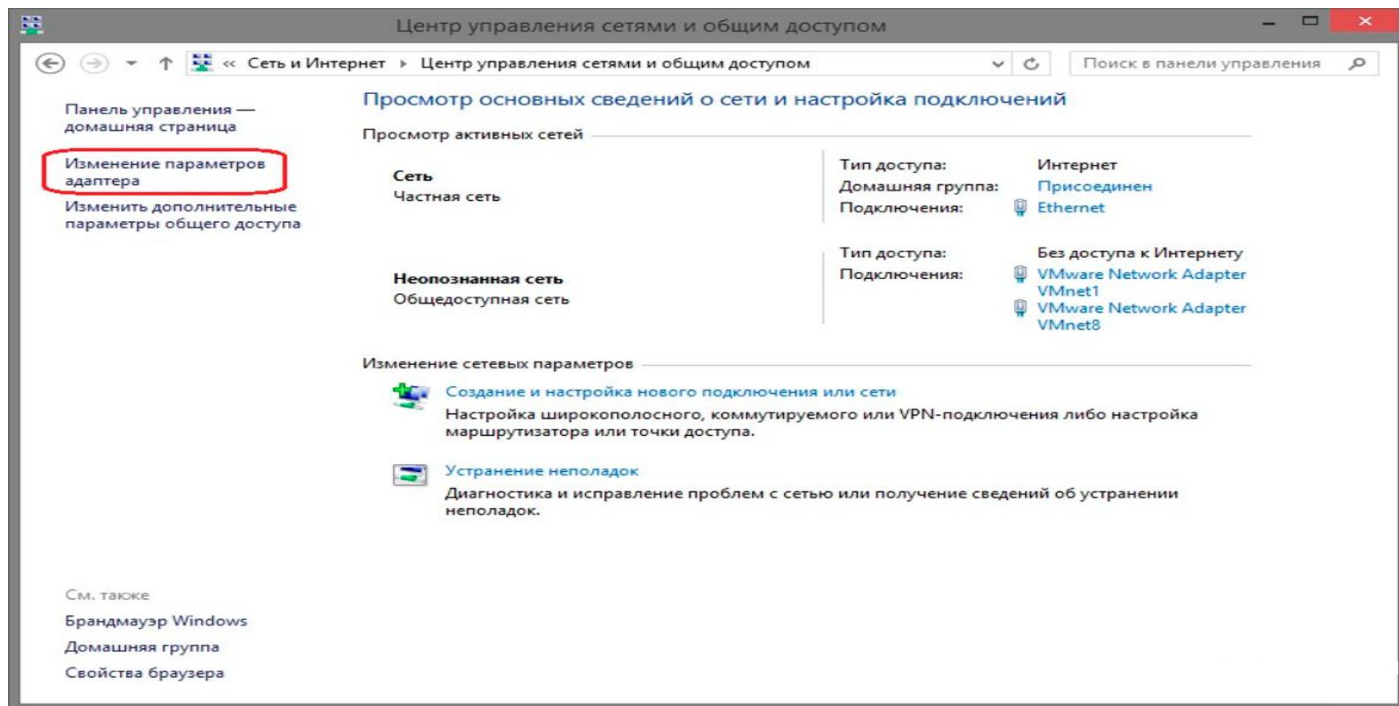 Центр управления сетями и общим доступом
« Сеть и Интернет ▸ Центр управления сетями и общим доступом
Поиск в панели управления
Панель управления —
домашняя страница
Изменение параметров
адаптера
Изменить дополнительные
параметры общего доступа
Просмотр основных сведений о сети и настройка подключений
Просмотр активных сетей
Сеть
Частная сеть
Тип доступа: Интернет
Домашняя группа: Присоединен
Подключения: Ethernet
Неопознанная сеть
Общедоступная сеть
Тип доступа: Без доступа к Интернету
Подключения: VMware Network Adapter
VMnet1
VMware Network Adapter
VMnet8
Изменение сетевых параметров
Создание и настройка нового подключения или сети
Настройка широкополосного, коммутируемого или VPN-подключения либо настройка
маршрутизатора или точки доступа.
Устранение неполадок
Диагностика и исправление проблем с сетью или получение сведений об устранении
неполадок.
См. также
Брандмауэр Windows
Домашняя группа
Свойства браузера